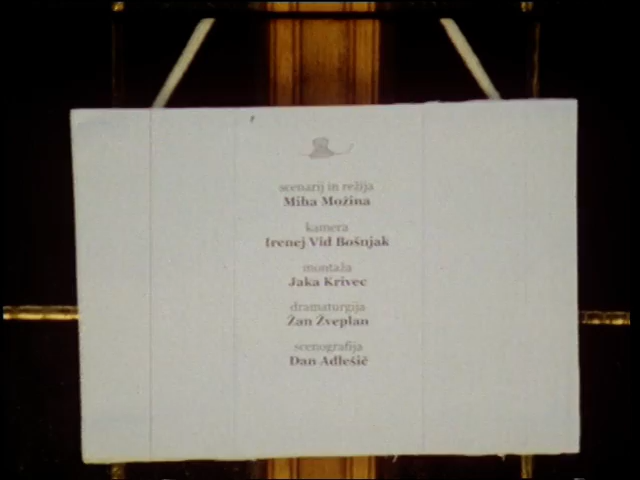 scenarij in režija
Miha Možina
kamera
Irenej Vid Bošnjak
montaža
Jaka Krivec
dramaturgija
Žan Žveplan
scenografija
Dan Adlešič